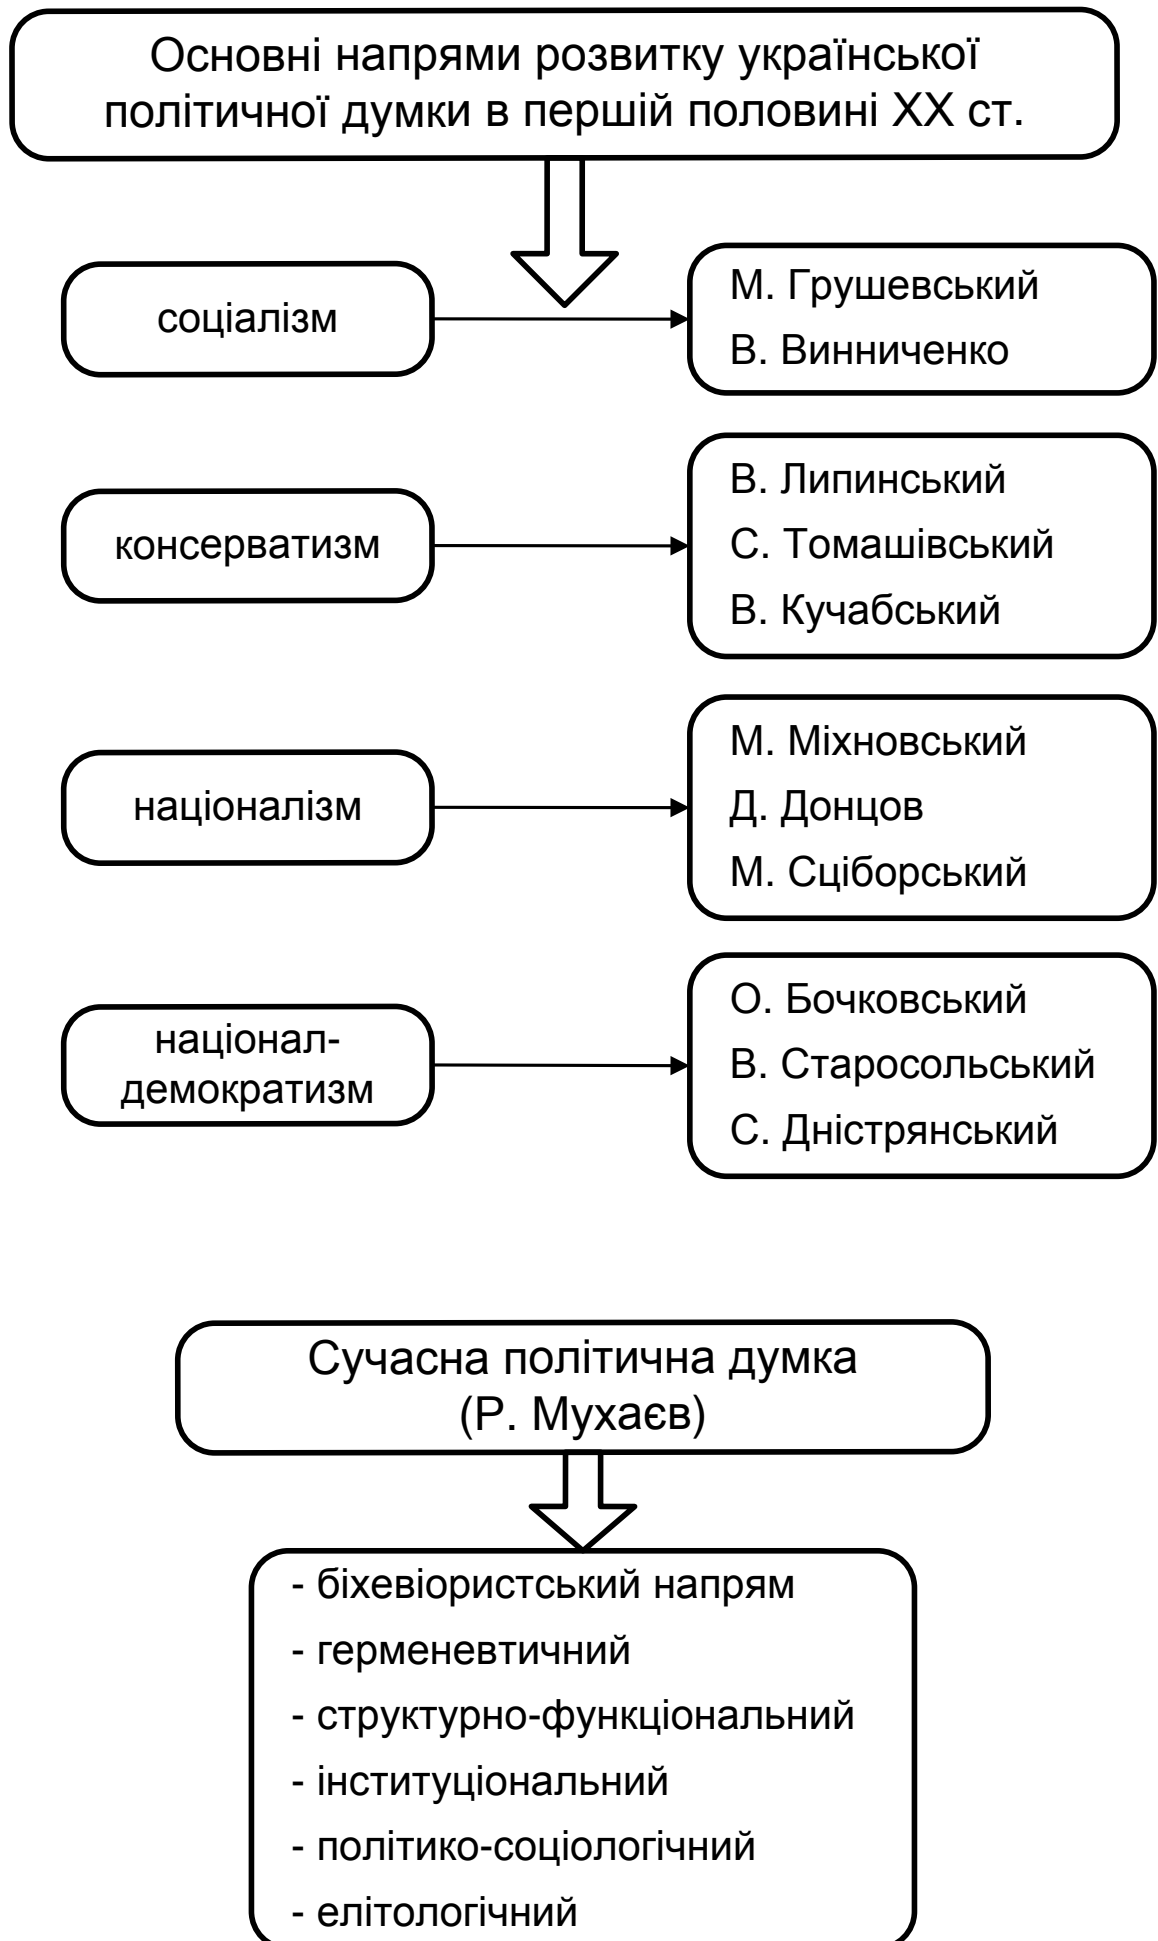 Основні напрями розвитку української
політичної думки в першій половині ХХ ст.
соціалізм
М. Грушевський
В. Винниченко
консерватизм
В. Липинський
С. Томашівський
В. Кучабський
націоналізм
М. Міхновський
Д. Донцов
М. Сціборський
націонал-
демократизм
О. Бочковський
В. Старосольський
С. Дністрянський
Сучасна політична думка
(Р. Мухаєв)
- біхевіористський напрям
- герменевтичний
- структурно-функціональний
- інституціональний
- політико-соціологічний
- елітологічний